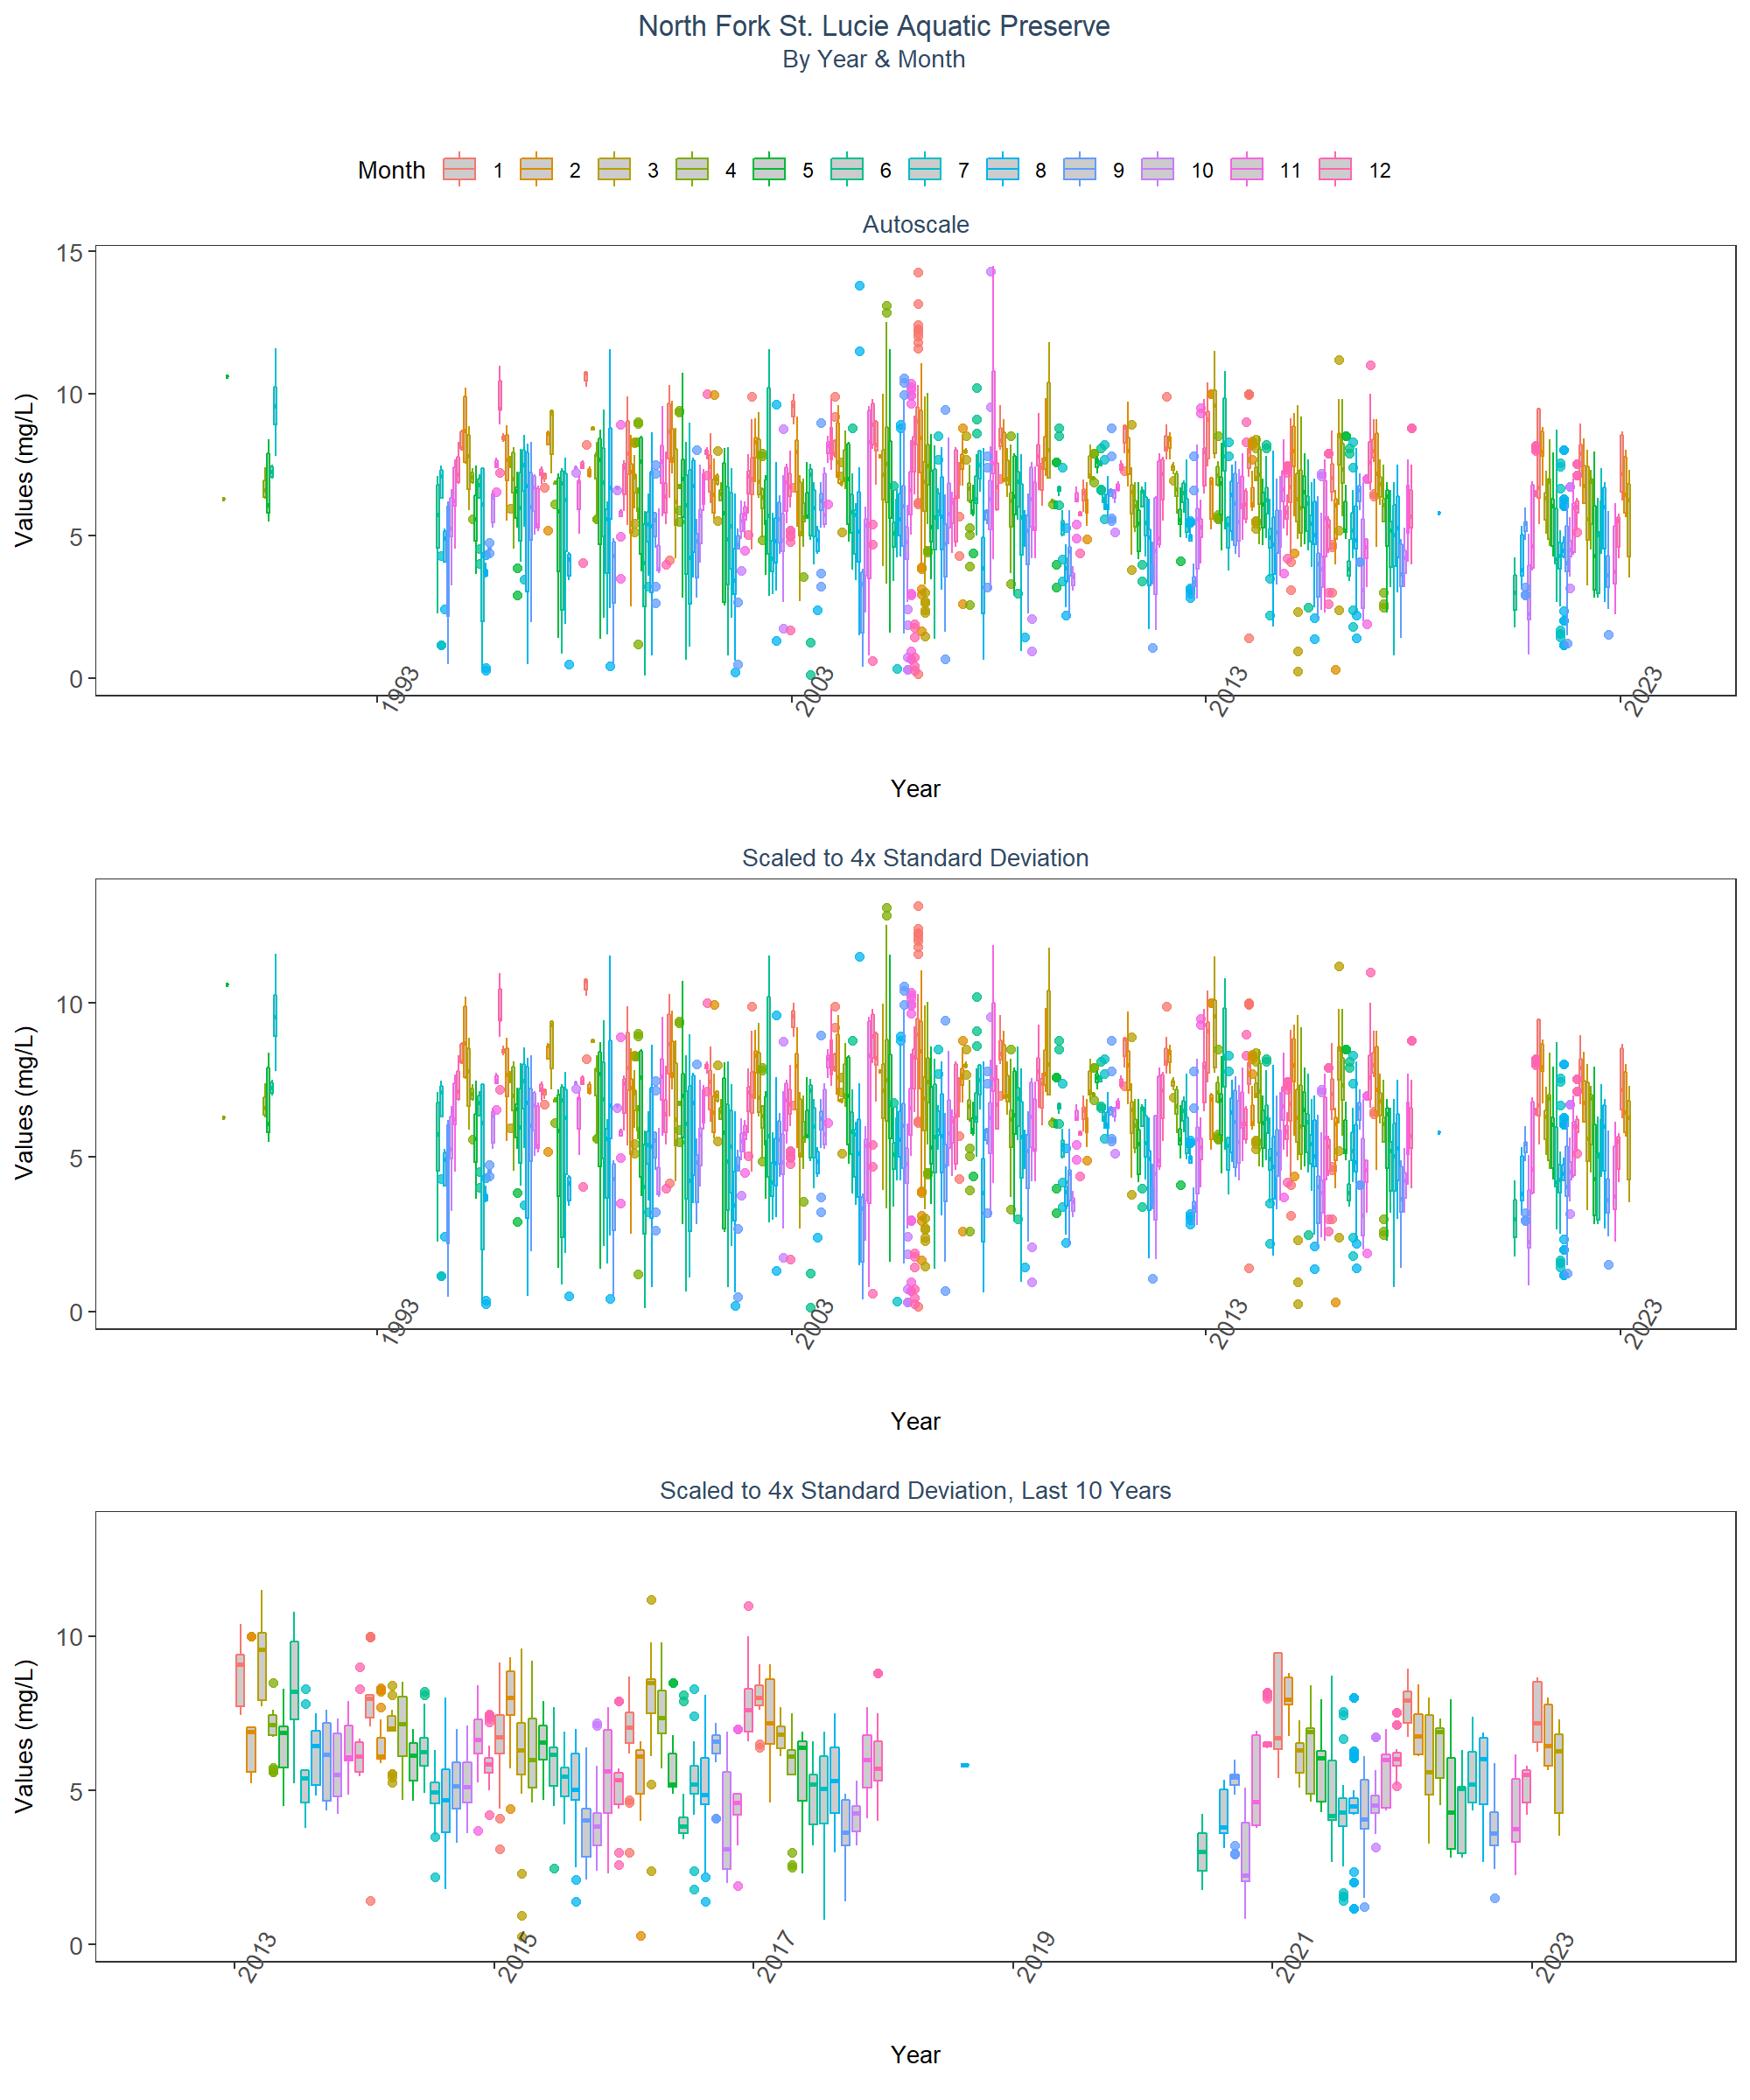 North Fork St. Lucie Aquatic Preserve
By Year & Month
Month 1 2 3 4 5 6 7 8 9 10 11 12
Autoscale
Values (mg/L)
15
10
5
0
1993 2003 2013 2023
Year
Scaled to 4x Standard Deviation
Values (mg/L)
10
5
0
1993 2003 2013 2023
Year
Scaled to 4x Standard Deviation, Last 10 Years
Values (mg/L)
10
5
0
2013 2015 2017 2019 2021 2023
Year